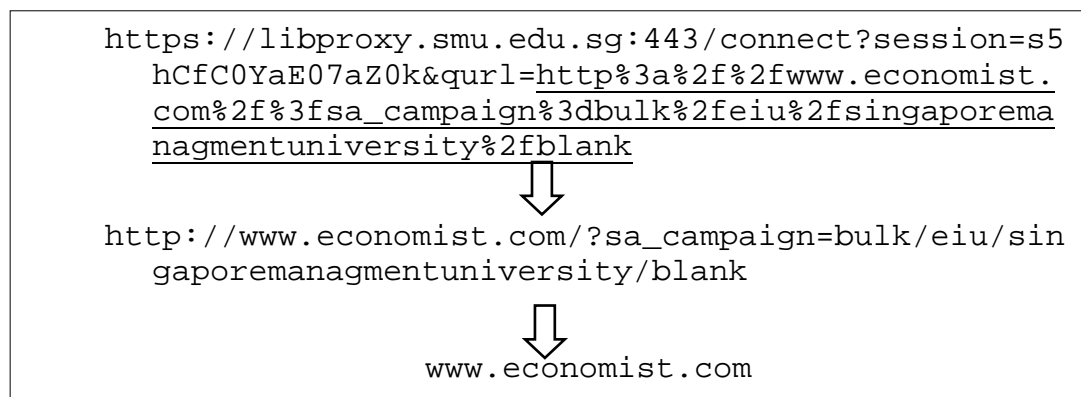 https://libproxy.smu.edu.sg:443/connect?session=s5
hCfC0YaE07aZ0k&qurl=http%3a%2f%2fwww.economist.
com%2f%3fsa_campaign%3dbulk%2feiu%2fsingaporema
nagmentuniversity%2fblank
http://www.economist.com/?sa_campaign=bulk/eiu/sin
gaporemanagmentuniversity/blank
www.economist.com